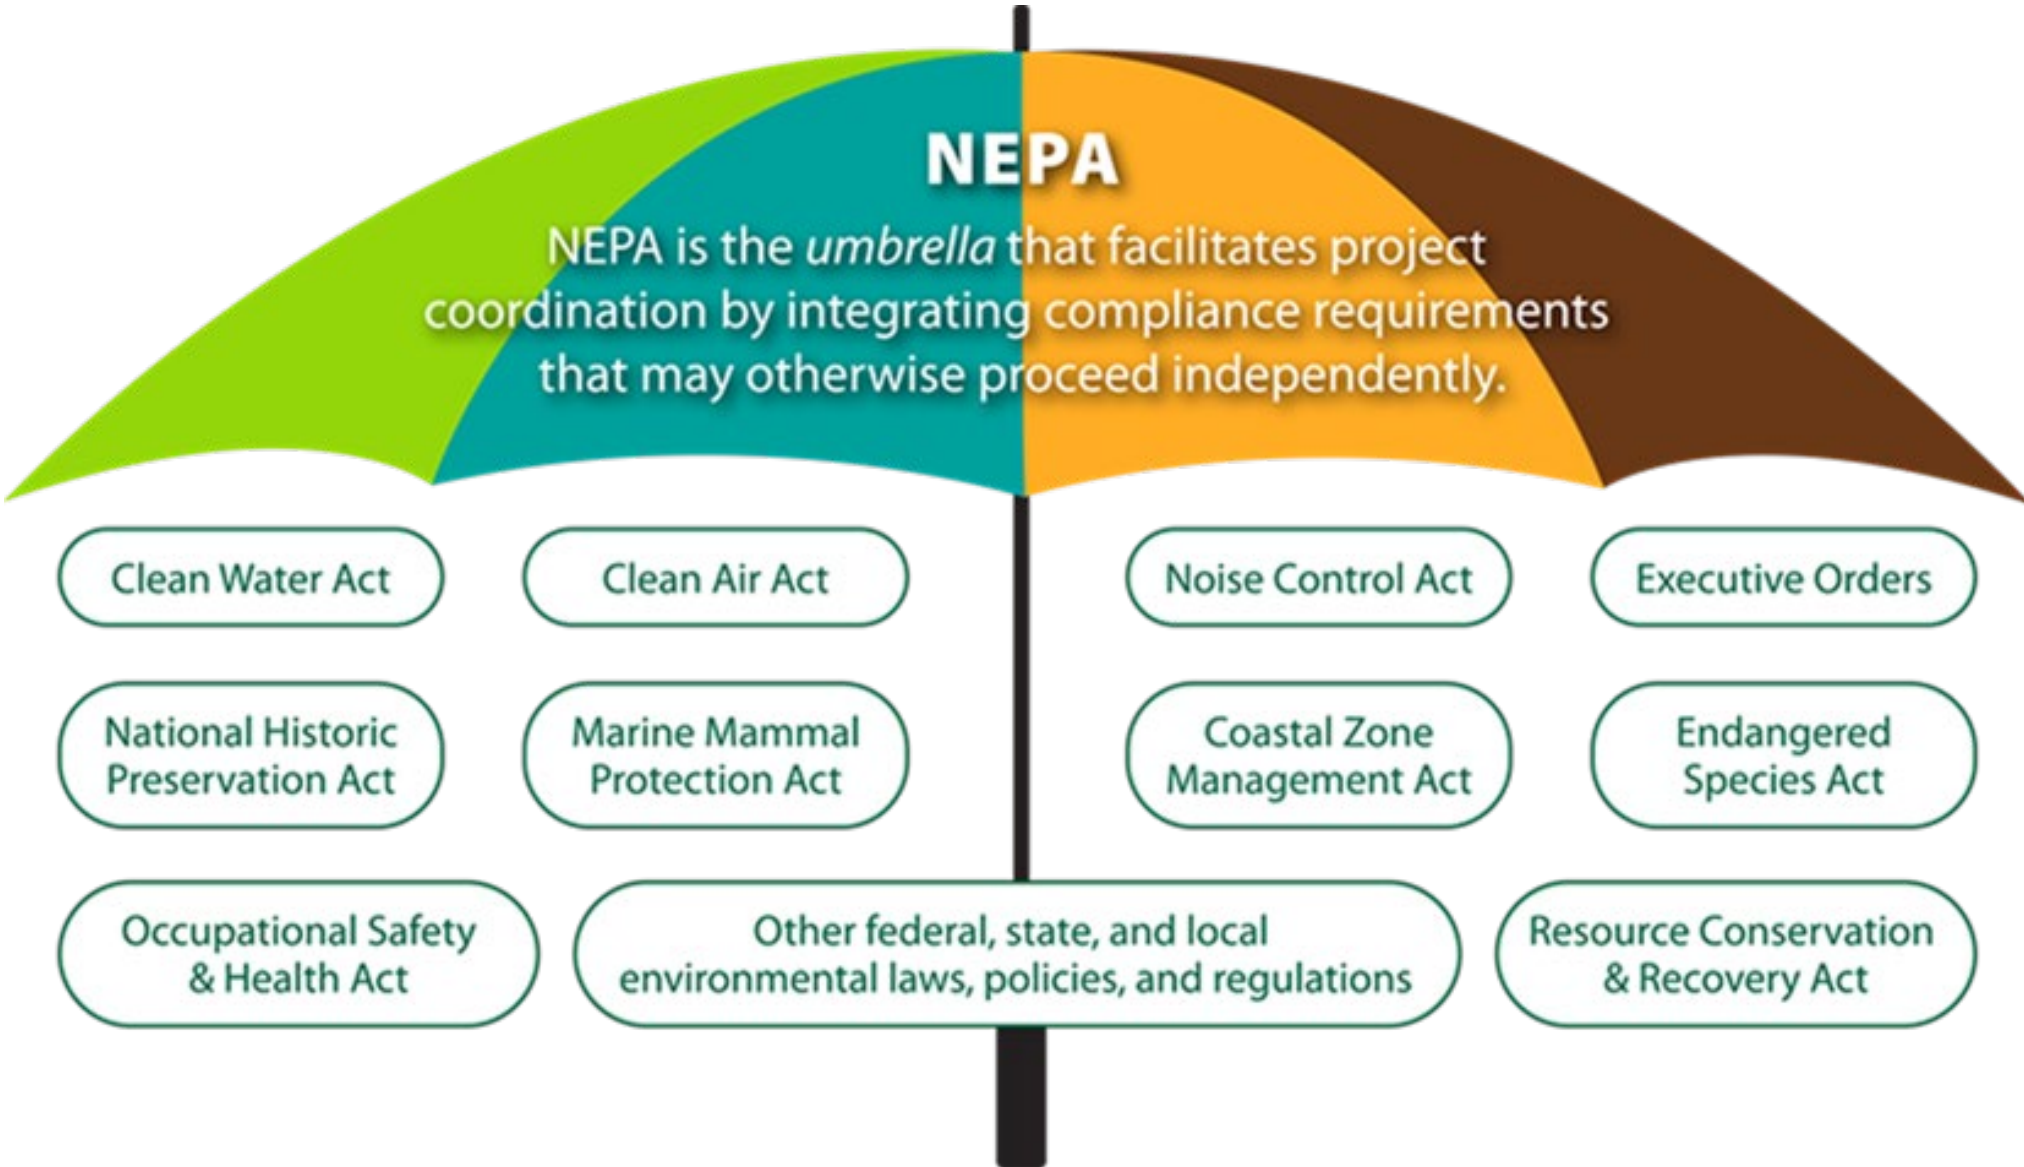 NEPA
NEPA is the umbrella that facilitates project
coordination by integrating compliance requirements
that may otherwise proceed independently.
Clean Water Act
Clean Air Act
Noise Control Act
Executive Orders
National Historic
Preservation Act
Marine Mammal
Protection Act
Coastal Zone
Management Act
Endangered
Species Act
Occupational Safety
& Health Act
Other federal, state, and local
environmental laws, policies, and regulations
Resource Conservation
& Recovery Act